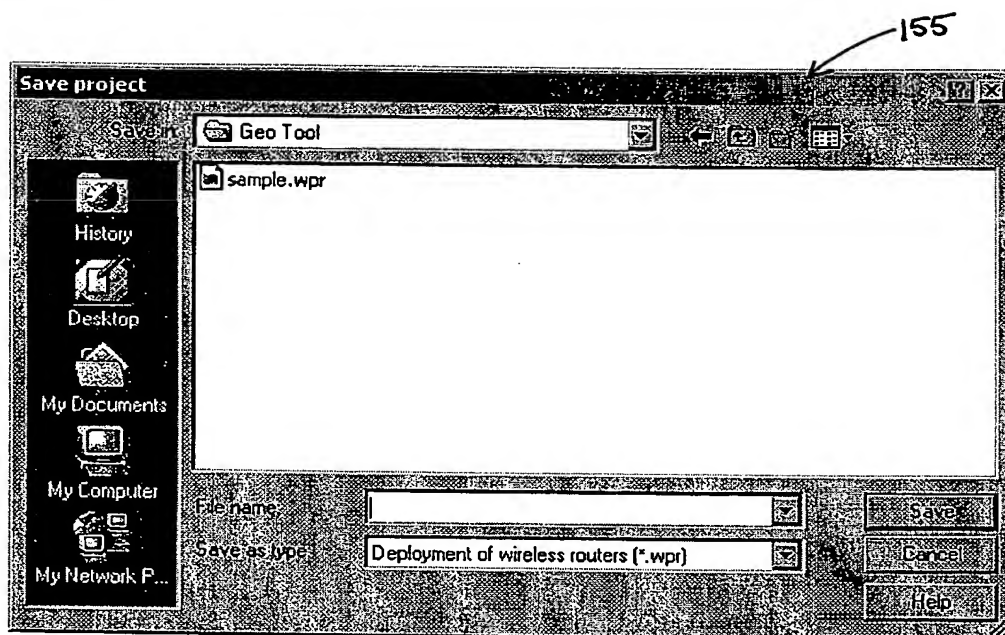 155
Save project
Save in:
Geo Tool
sample.wpr
History
Desktop
My Documents
My Computer
My Network P...
File name:
Save as type:
Deployment of wireless routers (*.wpr)
Save
Cancel
Help